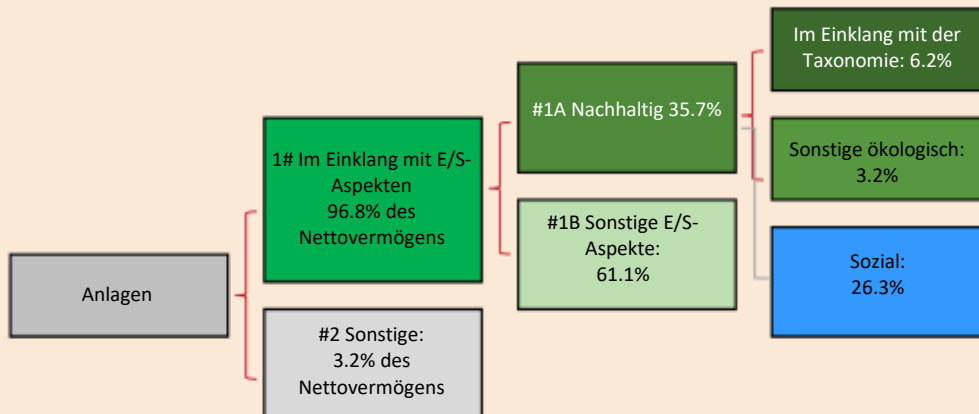 Anlagen
1# Im Einklang mit E/S-
Aspekten
96.8% des
Nettovermögens
#2 Sonstige:
3.2% des
Nettovermögens
#1A Nachhaltig 35.7%
#1B Sonstige E/S-
Aspekte:
61.1%
Im Einklang mit der
Taxonomie: 6.2%
Sonstige ökologisch:
3.2%
Sozial:
26.3%